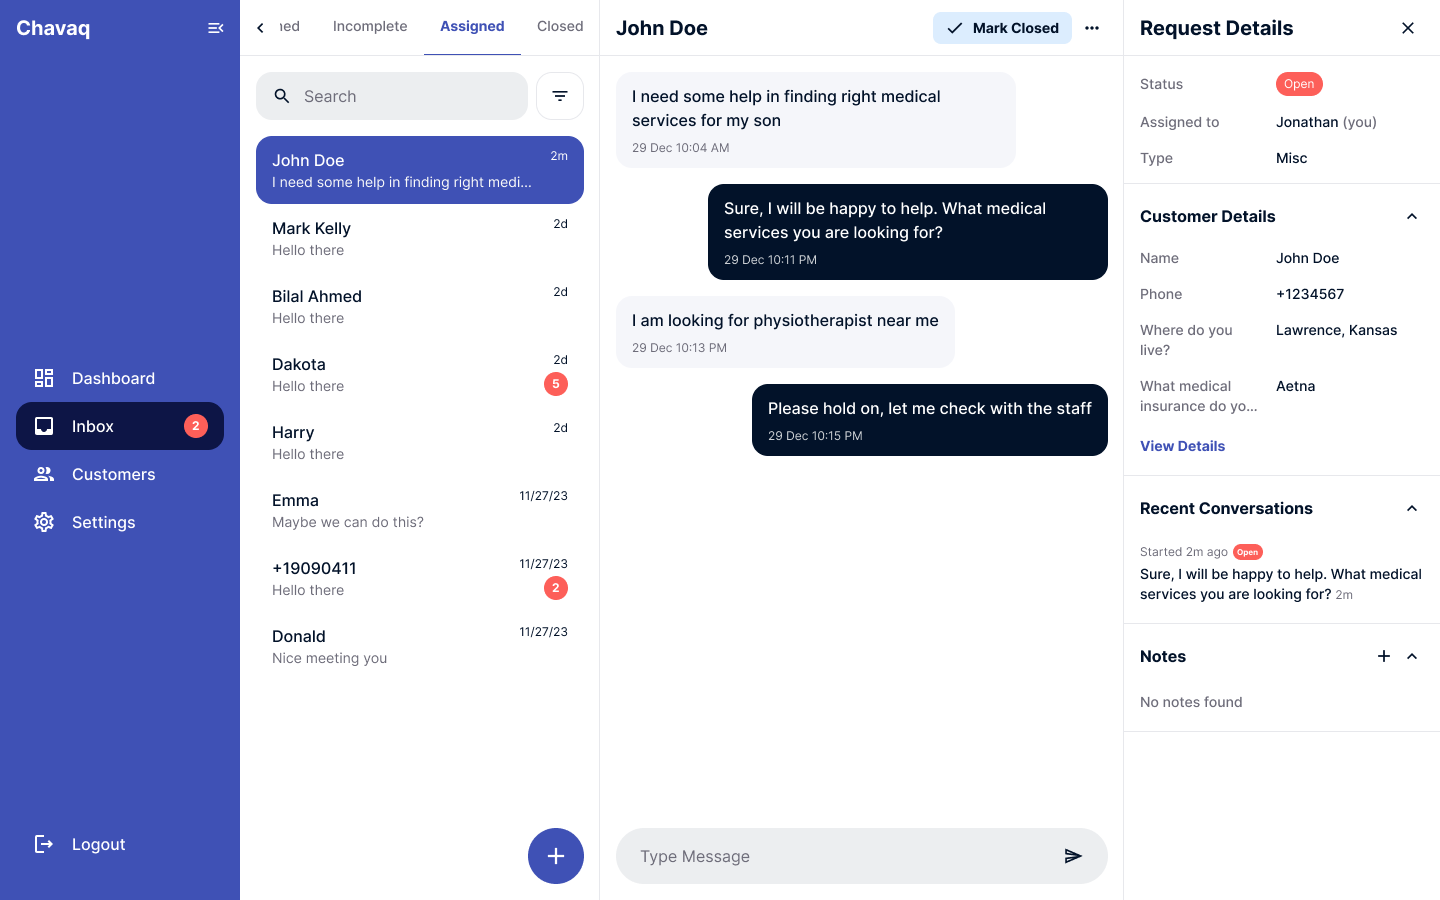 Chavaq
Dashboard
Inbox
2
Customers
Settings
Logout
Incomplete
Assigned
Closed
Search
John Doe
2m
I need some help in finding right medi...
Mark Kelly
2d
Hello there
Bilal Ahmed
2d
Hello there
Dakota
2d
Hello there
5
Harry
2d
Hello there
Emma
11/27/23
Maybe we can do this?
+19090411
11/27/23
Hello there
2
Donald
11/27/23
Nice meeting you
John Doe
Mark Closed
I need some help in finding right medical
services for my son
29 Dec 10:04 AM
Sure, I will be happy to help. What medical
services you are looking for?
29 Dec 10:11 PM
I am looking for physiotherapist near me
29 Dec 10:13 PM
Please hold on, let me check with the staff
29 Dec 10:15 PM
Type Message
Request Details
Status
Open
Assigned to
Jonathan (you)
Type
Misc
Customer Details
Name
John Doe
Phone
+1234567
Where do you
live?
Lawrence, Kansas
What medical
insurance do yo...
Aetna
View Details
Recent Conversations
Started 2m ago Open
Sure, I will be happy to help. What medical
services you are looking for? 2m
Notes
No notes found